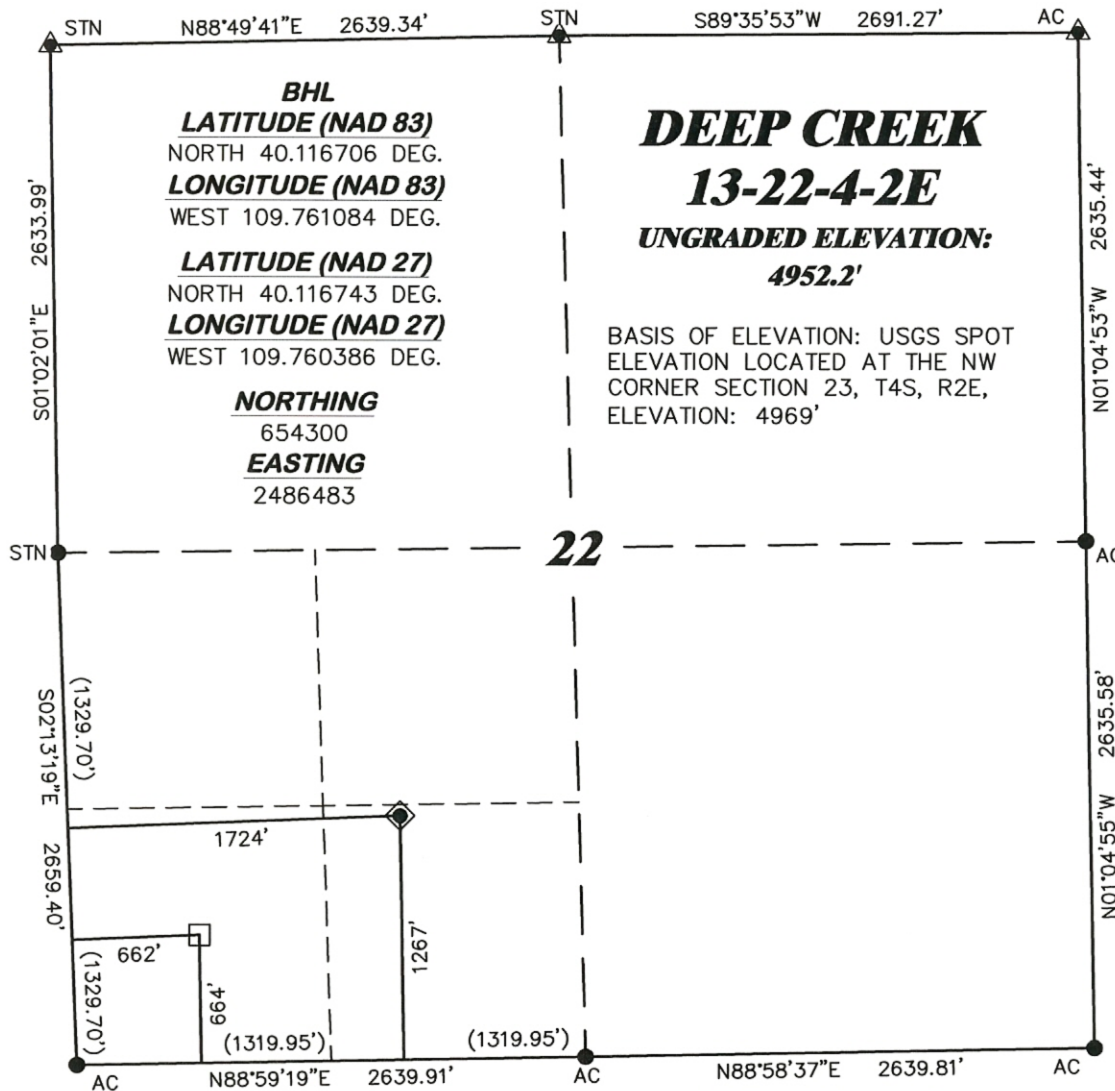 STN N88°49'41"E 2639.34' STN S89°35'53"W 2691.27' AC
BHL
LATITUDE (NAD 83)
NORTH 40.116706 DEG.
LONGITUDE (NAD 83)
WEST 109.761084 DEG.
LATITUDE (NAD 27)
NORTH 40.116743 DEG.
LONGITUDE (NAD 27)
WEST 109.760386 DEG.
NORTHING
654300
EASTING
2486483
DEEP CREEK
13-22-4-2E
UNGRADED ELEVATION:
4952.2'
BASIS OF ELEVATION: USGS SPOT
ELEVATION LOCATED AT THE NW
CORNER SECTION 23, T4S, R2E,
ELEVATION: 4969'
S01°02'01"E 2633.99'
N01°04'53"W 2635.44'
STN
22
AC
S02°13'19"E 2659.40'
(1329.70')
(1329.70')
1724'
1267'
662'
664'
N01°04'55"W 2635.58'
(1319.95')
(1319.95')
AC N88°59'19"E 2639.91' AC N88°58'37"E 2639.81' AC